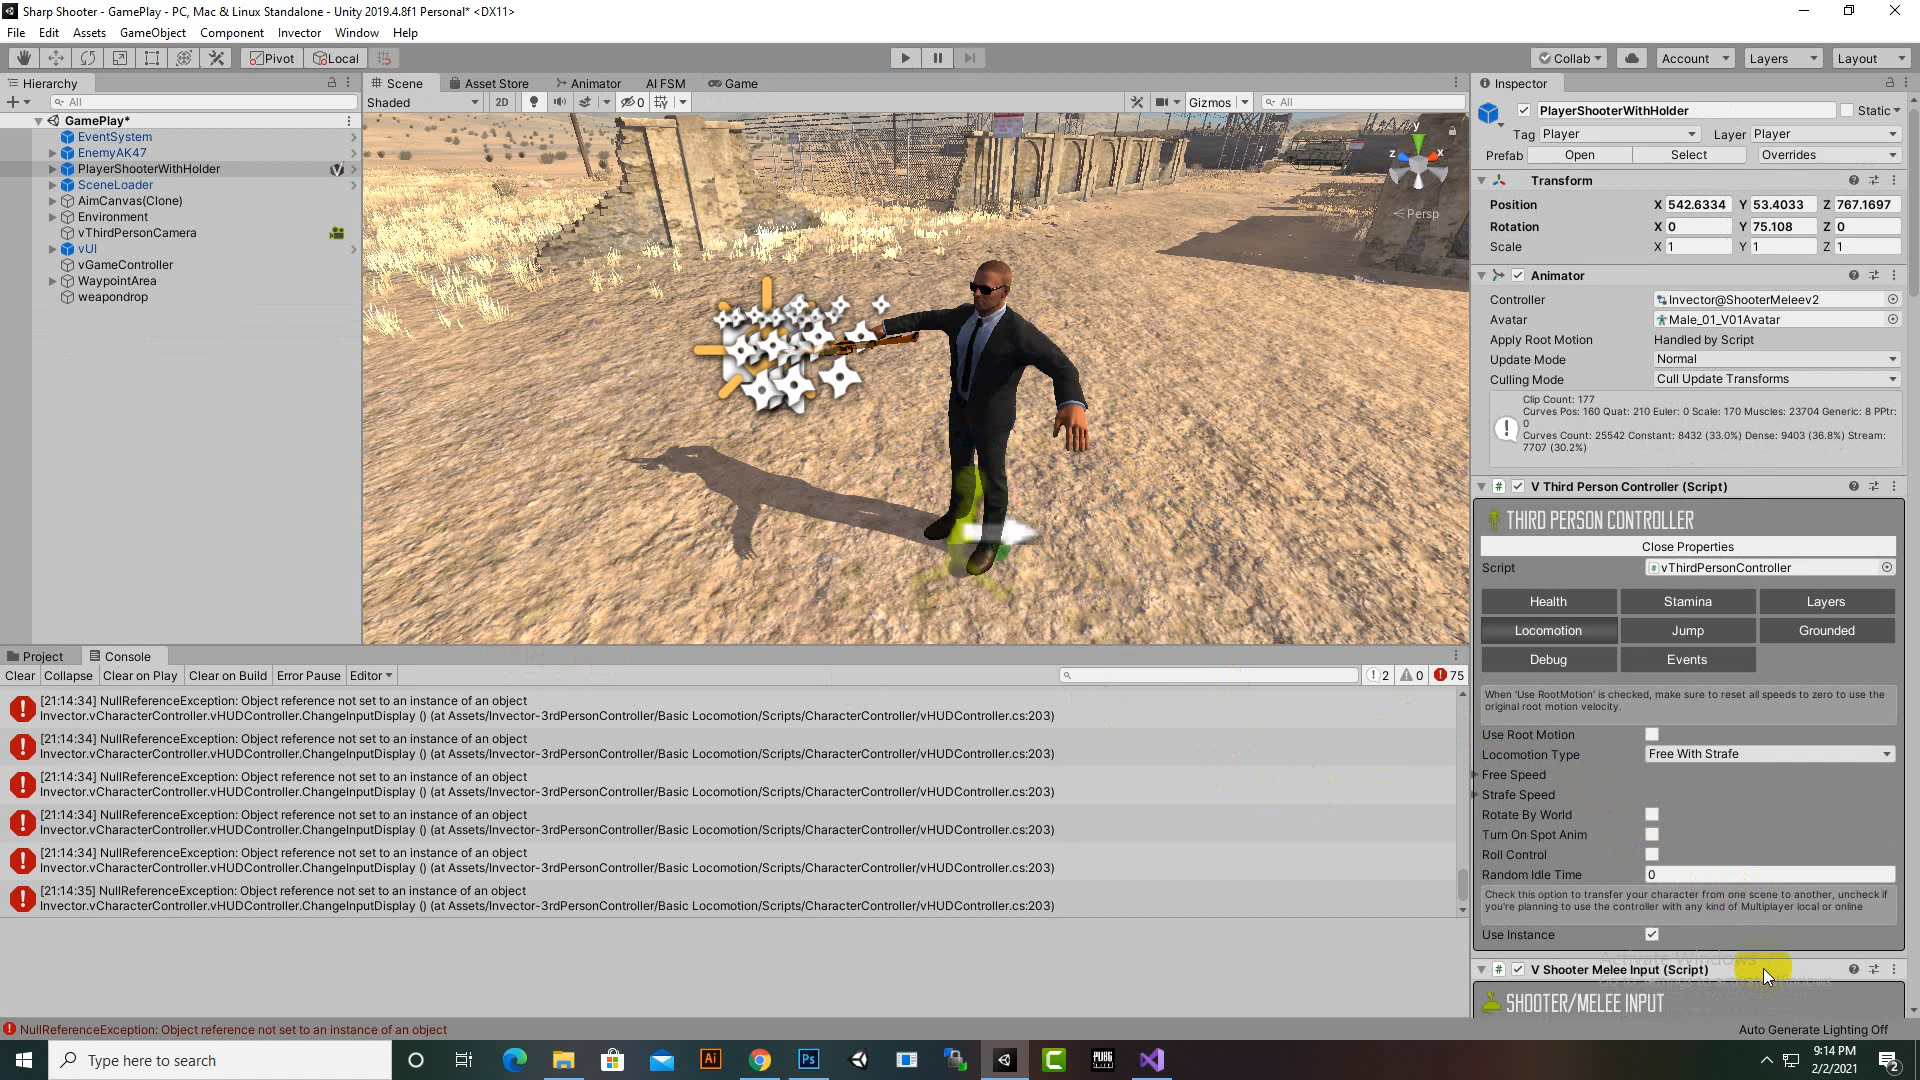 Sharp Shooter - GamePlay - PC, Mac & Linux Standalone - Unity 2019.4.8f1 Personal* <DX11>
File Edit Assets GameObject Component Invector Window Help
Pivot Local Collab Account Layers Layout
Hierarchy
All
GamePlay*
EventSystem
EnemyAK47
PlayerShooterWithHolder
SceneLoader
AimCanvas(Clone)
Environment
vThirdPersonCamera
vUI
vGameController
WaypointArea
weapondrop
Scene Asset Store Animator AI FSM Game
Shaded 2D 0 Gizmos All
y
z x
Persp
Inspector
PlayerShooterWithHolder Static
Tag Player Layer Player
Prefab Open Select Overrides
Transform
Position X 542.6334 Y 53.4033 Z 767.1697
Rotation X 0 Y 75.108 Z 0
Scale X 1 Y 1 Z 1
Animator
Controller Invector@ShooterMeleev2
Avatar Male_01_V01Avatar
Apply Root Motion Handled by Script
Update Mode Normal
Culling Mode Cull Update Transforms
Clip Count: 177
Curves Pos: 160 Quat: 210 Euler: 0 Scale: 170 Muscles: 23704 Generic: 8 PPtr:
0
Curves Count: 25542 Constant: 8432 (33.0%) Dense: 9403 (36.8%) Stream:
7707 (30.2%)
V Third Person Controller (Script)
THIRD PERSON CONTROLLER
Close Properties
Script vThirdPersonController
Health Stamina Layers
Locomotion Jump Grounded
Debug Events
When 'Use RootMotion' is checked, make sure to reset all speeds to zero to use the
original root motion velocity.
Use Root Motion
Locomotion Type Free With Strafe
Free Speed
Strafe Speed
Rotate By World
Turn On Spot Anim
Roll Control
Random Idle Time 0
Check this option to transfer your character from one scene to another, uncheck if
you're planning to use the controller with any kind of Multiplayer local or online
Use Instance
Activate Windows
V Shooter Melee Input (Script)
SHOOTER/MELEE INPUT
Project Console
Clear Collapse Clear on Play Clear on Build Error Pause Editor 2 0 75
[21:14:34] NullReferenceException: Object reference not set to an instance of an object
Invector.vCharacterController.vHUDController.ChangeInputDisplay () (at Assets/Invector-3rdPersonController/Basic Locomotion/Scripts/CharacterController/vHUDController.cs:203)
[21:14:34] NullReferenceException: Object reference not set to an instance of an object
Invector.vCharacterController.vHUDController.ChangeInputDisplay () (at Assets/Invector-3rdPersonController/Basic Locomotion/Scripts/CharacterController/vHUDController.cs:203)
[21:14:34] NullReferenceException: Object reference not set to an instance of an object
Invector.vCharacterController.vHUDController.ChangeInputDisplay () (at Assets/Invector-3rdPersonController/Basic Locomotion/Scripts/CharacterController/vHUDController.cs:203)
[21:14:34] NullReferenceException: Object reference not set to an instance of an object
Invector.vCharacterController.vHUDController.ChangeInputDisplay () (at Assets/Invector-3rdPersonController/Basic Locomotion/Scripts/CharacterController/vHUDController.cs:203)
[21:14:34] NullReferenceException: Object reference not set to an instance of an object
Invector.vCharacterController.vHUDController.ChangeInputDisplay () (at Assets/Invector-3rdPersonController/Basic Locomotion/Scripts/CharacterController/vHUDController.cs:203)
[21:14:35] NullReferenceException: Object reference not set to an instance of an object
Invector.vCharacterController.vHUDController.ChangeInputDisplay () (at Assets/Invector-3rdPersonController/Basic Locomotion/Scripts/CharacterController/vHUDController.cs:203)
NullReferenceException: Object reference not set to an instance of an object
Auto Generate Lighting Off
Type here to search
Ai Ps PUBG
9:14 PM
2/2/2021
2